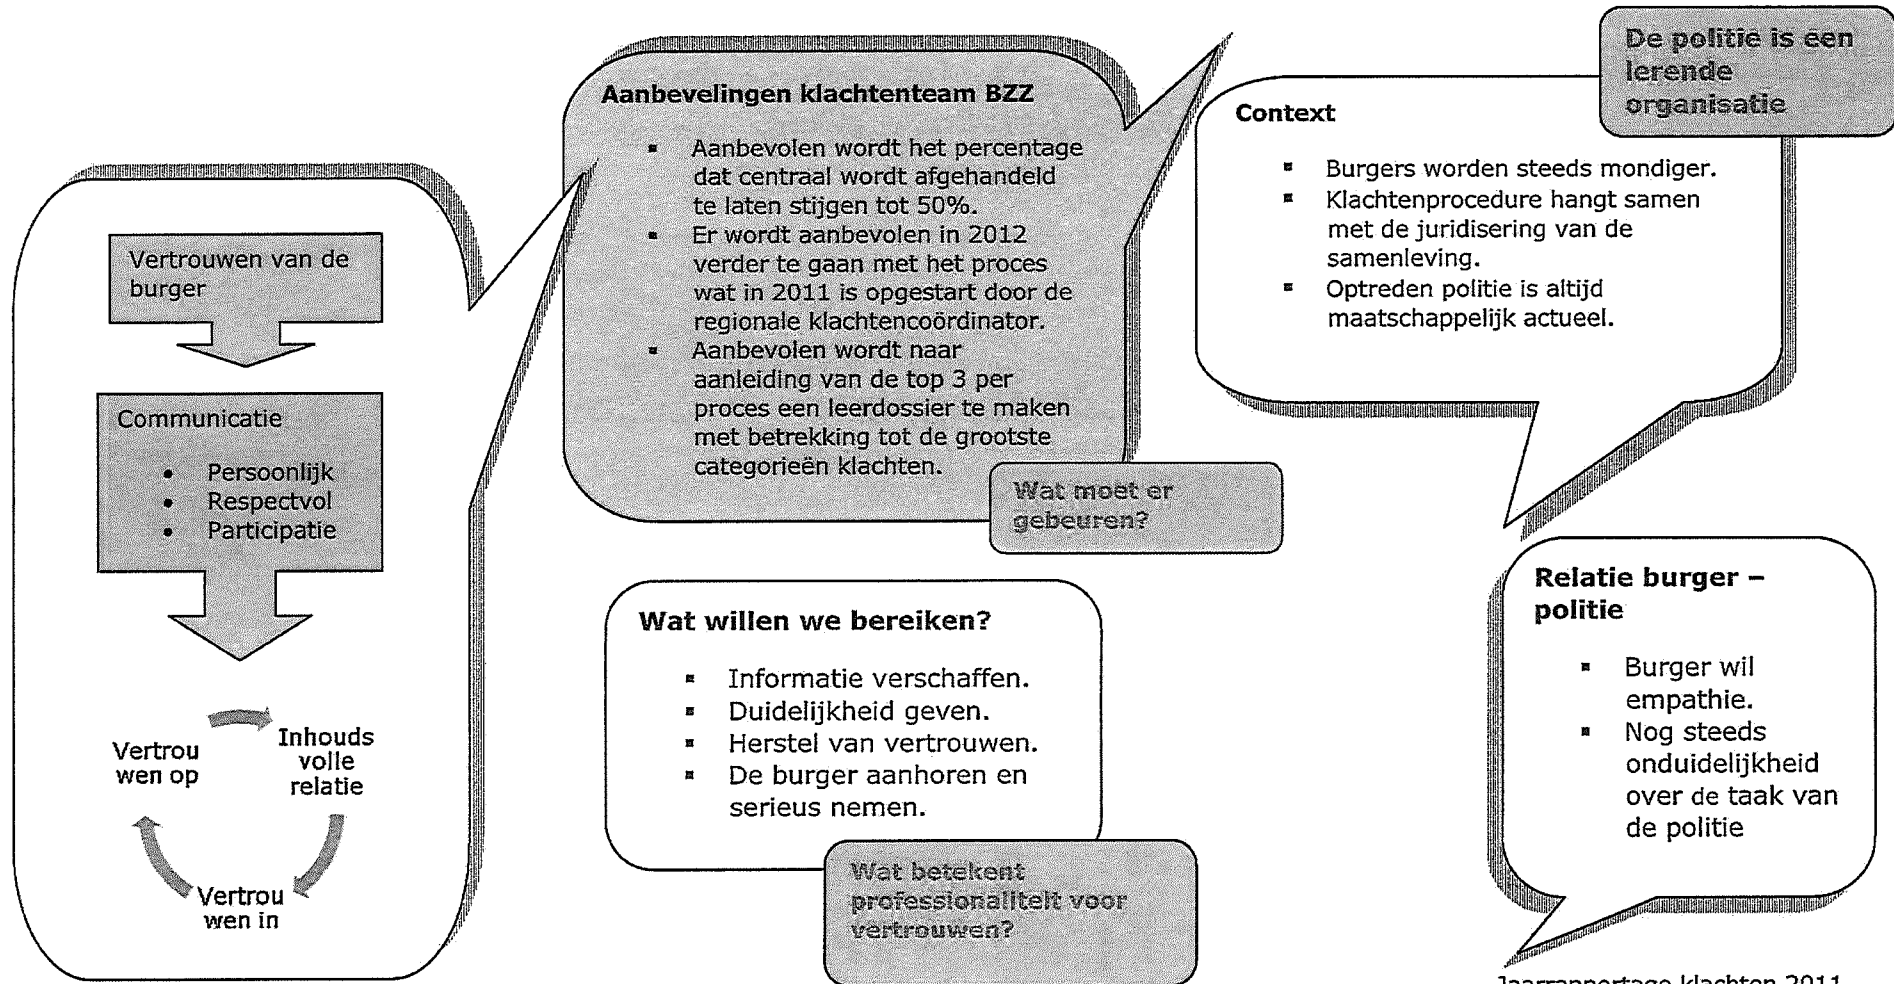 Vertrouwen van de
burger
Communicatie
• Persoonlijk
• Respectvol
• Participatie
Vertrou
wen op
Inhouds
volle
relatie
Vertrou
wen in
Aanbevelingen klachtenteam BZZ
▪ Aanbevolen wordt het percentage
dat centraal wordt afgehandeld
te laten stijgen tot 50%.
▪ Er wordt aanbevolen in 2012
verder te gaan met het proces
wat in 2011 is opgestart door de
regionale klachtencoördinator.
▪ Aanbevolen wordt naar
aanleiding van de top 3 per
proces een leerdossier te maken
met betrekking tot de grootste
categorieën klachten.
Wat moet er
gebeuren?
Wat willen we bereiken?
▪ Informatie verschaffen.
▪ Duidelijkheid geven.
▪ Herstel van vertrouwen.
▪ De burger aanhoren en
serieus nemen.
Wat betekent
professionaliteit voor
vertrouwen?
De politie is een
lerende
organisatie
Context
▪ Burgers worden steeds mondiger.
▪ Klachtenprocedure hangt samen
met de juridisering van de
samenleving.
▪ Optreden politie is altijd
maatschappelijk actueel.
Relatie burger –
politie
▪ Burger wil
empathie.
▪ Nog steeds
onduidelijkheid
over de taak van
de politie
Jaarrapportage klachten 2011